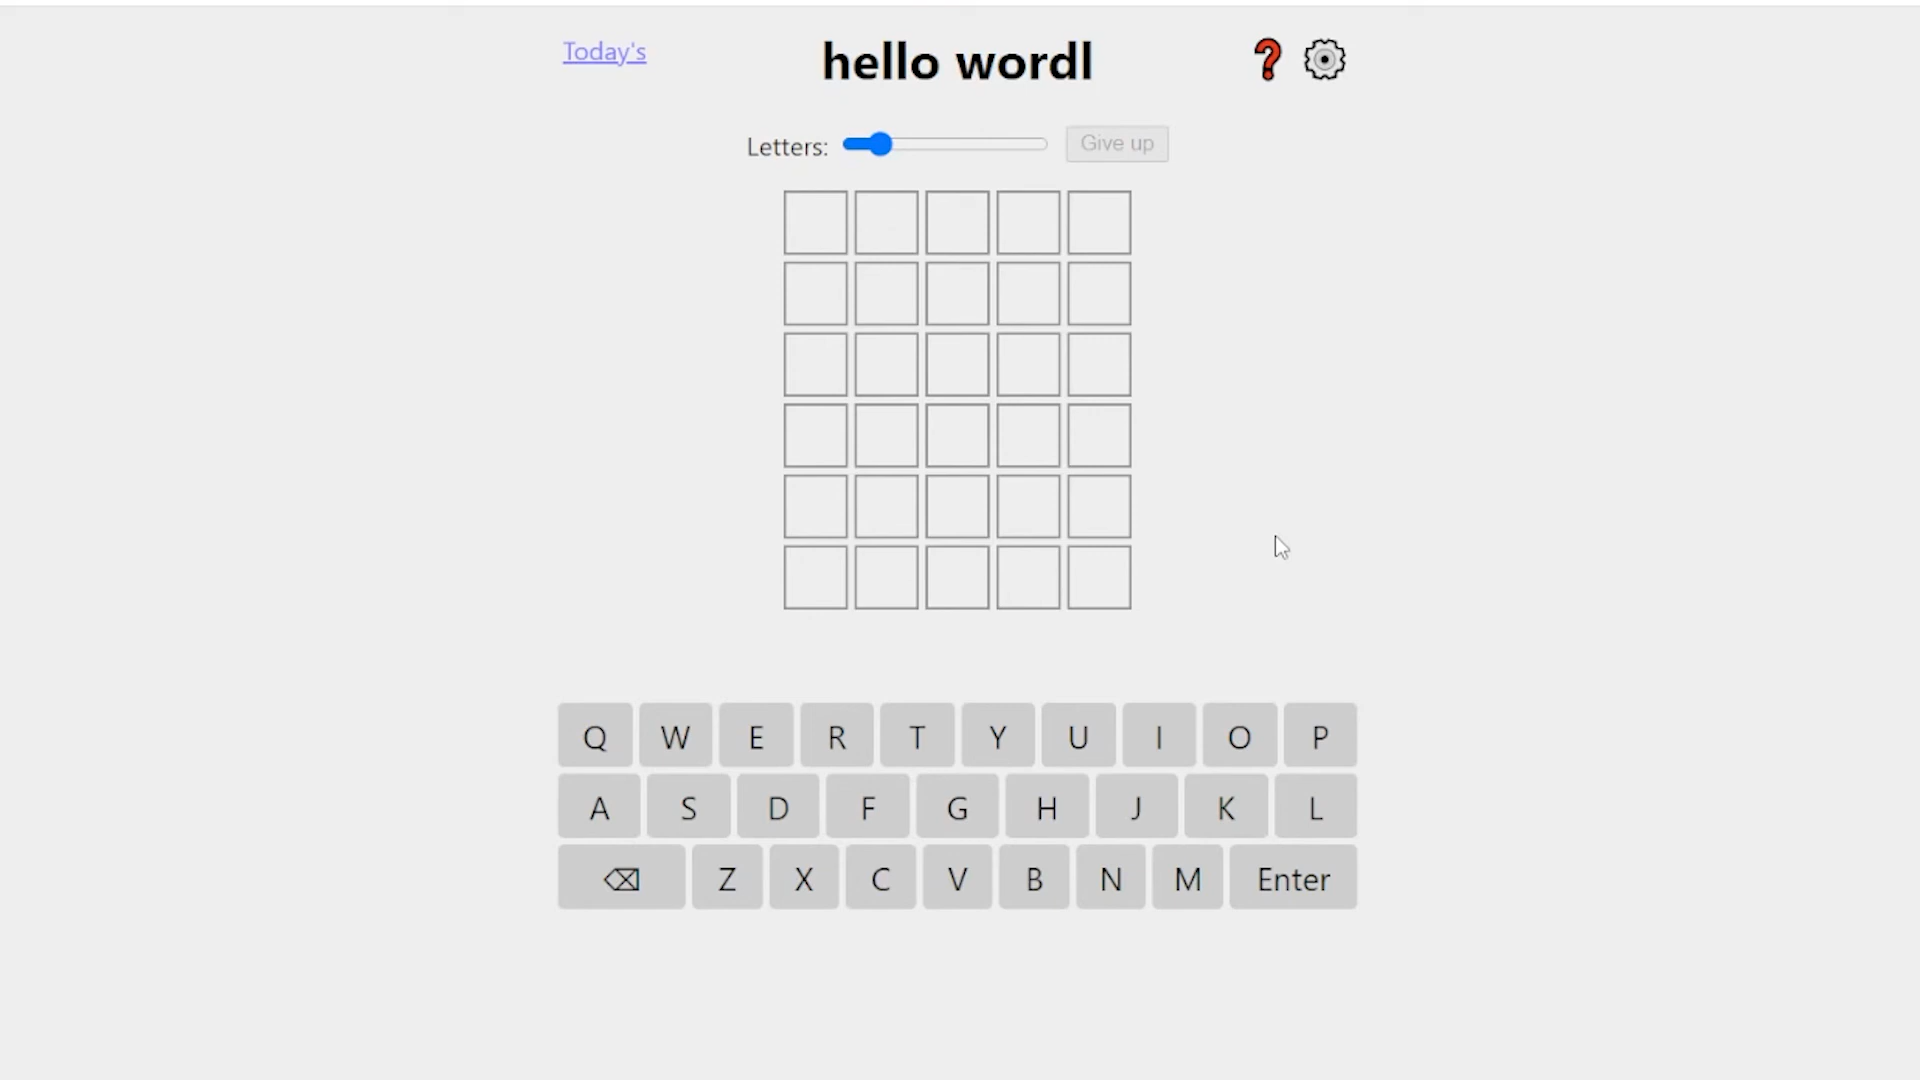 Today's
hello wordl
Letters:
Give up
Q W E R T Y U I O P
A S D F G H J K L
⌫ Z X C V B N M Enter